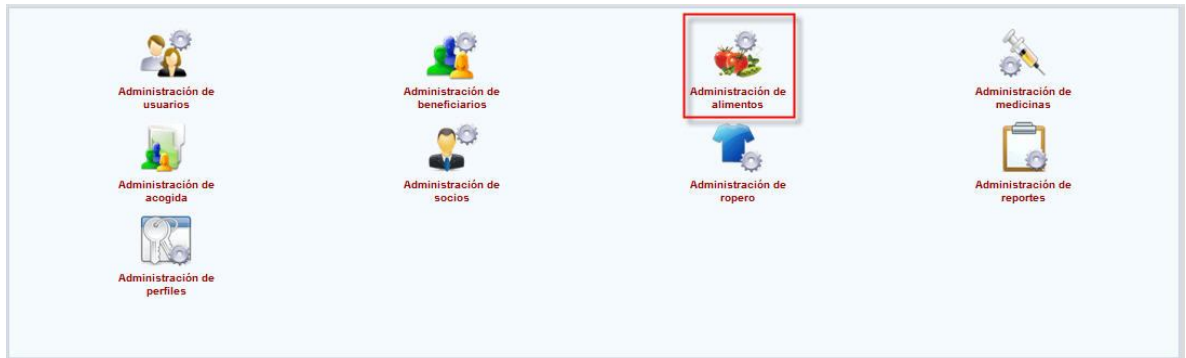 Administración de
usuarios
Administración de
beneficiarios
Administración de
alimentos
Administración de
medicinas
Administración de
acogida
Administración de
socios
Administración de
ropero
Administración de
reportes
Administración de
perfiles